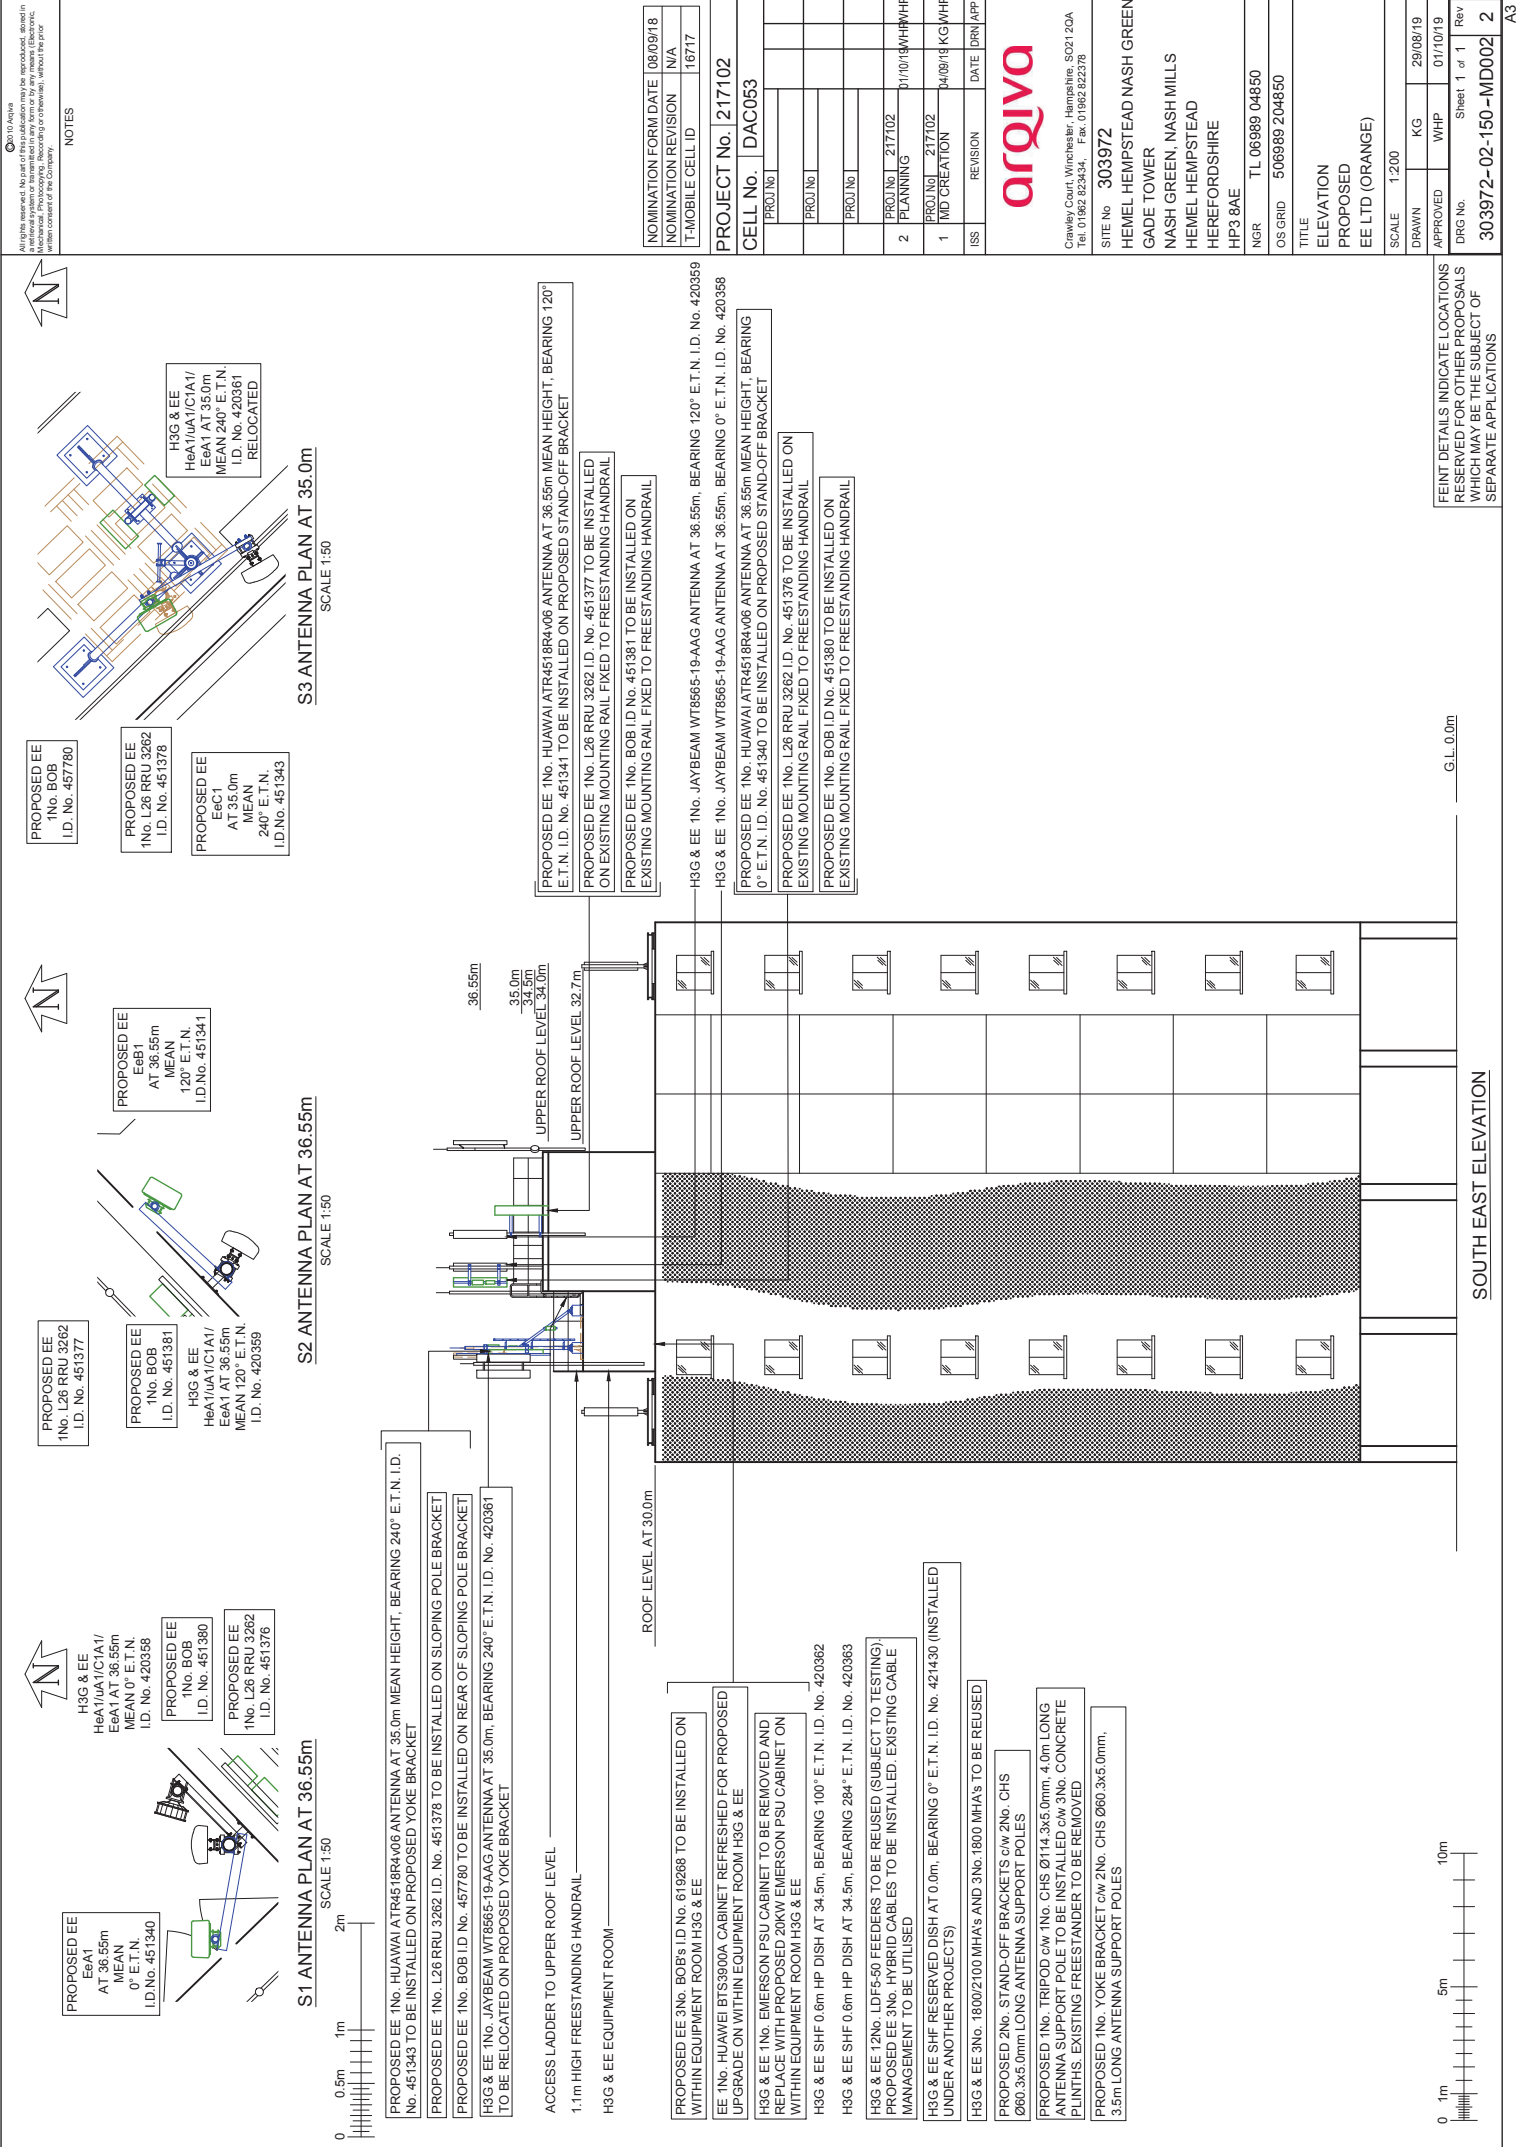 S1 ANTENNA PLAN AT 36.55m
SCALE 1:50
PROPOSED EE
EeA1
AT 36.55m
MEAN
0° E.T.N.
I.D.No. 451340
N
H3G & EE
HeA1/uA1/C1A1/
EeA1 AT 36.55m
MEAN 0° E.T.N.
I.D. No. 420358
PROPOSED EE
1No. BOB
I.D. No. 451380
PROPOSED EE
1No. L26 RRU 3262
I.D. No. 451376
0
0.5m
1m
2m
S2 ANTENNA PLAN AT 36.55m
SCALE 1:50
PROPOSED EE
1No. L26 RRU 3262
I.D. No. 451377
PROPOSED EE
1No. BOB
I.D. No. 451381
H3G & EE
HeA1/uA1/C1A1/
EeA1 AT 36.55m
MEAN 120° E.T.N.
I.D. No. 420359
PROPOSED EE
EeB1
AT 36.55m
MEAN
120° E.T.N.
I.D.No. 451341
N
S3 ANTENNA PLAN AT 35.0m
SCALE 1:50
PROPOSED EE
1No. BOB
I.D. No. 457780
PROPOSED EE
1No. L26 RRU 3262
I.D. No. 451378
PROPOSED EE
EeC1
AT 35.0m
MEAN
240° E.T.N.
I.D.No. 451343
H3G & EE
HeA1/uA1/C1A1/
EeA1 AT 35.0m
MEAN 240° E.T.N.
I.D. No. 420361
RELOCATED
N
PROPOSED EE 1No. HUAWAI ATR4518R4v06 ANTENNA AT 35.0m MEAN HEIGHT, BEARING 240° E.T.N. I.D.
No. 451343 TO BE INSTALLED ON PROPOSED YOKE BRACKET
PROPOSED EE 1No. L26 RRU 3262 I.D. No. 451378 TO BE INSTALLED ON SLOPING POLE BRACKET
PROPOSED EE 1No. BOB I.D No. 457780 TO BE INSTALLED ON REAR OF SLOPING POLE BRACKET
H3G & EE 1No. JAYBEAM WT8565-19-AAG ANTENNA AT 35.0m, BEARING 240° E.T.N. I.D. No. 420361
TO BE RELOCATED ON PROPOSED YOKE BRACKET
ACCESS LADDER TO UPPER ROOF LEVEL
1.1m HIGH FREESTANDING HANDRAIL
H3G & EE EQUIPMENT ROOM
ROOF LEVEL AT 30.0m
PROPOSED EE 3No. BOB's I.D No. 619268 TO BE INSTALLED ON
WITHIN EQUIPMENT ROOM H3G & EE
EE 1No. HUAWEI BTS3900A CABINET REFRESHED FOR PROPOSED
UPGRADE ON WITHIN EQUIPMENT ROOM H3G & EE
H3G & EE 1No. EMERSON PSU CABINET TO BE REMOVED AND
REPLACE WITH PROPOSED 20KW EMERSON PSU CABINET ON
WITHIN EQUIPMENT ROOM H3G & EE
H3G & EE SHF 0.6m HP DISH AT 34.5m, BEARING 100° E.T.N. I.D. No. 420362
H3G & EE SHF 0.6m HP DISH AT 34.5m, BEARING 284° E.T.N. I.D. No. 420363
H3G & EE 12No. LDF5-50 FEEDERS TO BE REUSED (SUBJECT TO TESTING).
PROPOSED EE 3No. HYBRID CABLES TO BE INSTALLED. EXISTING CABLE
MANAGEMENT TO BE UTILISED
H3G & EE SHF RESERVED DISH AT 0.0m, BEARING 0° E.T.N. I.D. No. 421430 (INSTALLED
UNDER ANOTHER PROJECTS)
H3G & EE 3No. 1800/2100 MHA's AND 3No.1800 MHA's TO BE REUSED
PROPOSED 2No. STAND-OFF BRACKETS c/w 2No. CHS
Ø60.3x5.0mm LONG ANTENNA SUPPORT POLES
PROPOSED 1No. TRIPOD c/w 1No. CHS Ø114.3x5.0mm, 4.0m LONG
ANTENNA SUPPORT POLE TO BE INSTALLED c/w 3No. CONCRETE
PLINTHS. EXISTING FREESTANDER TO BE REMOVED
PROPOSED 1No. YOKE BRACKET c/w 2No. CHS Ø60.3x5.0mm,
3.5m LONG ANTENNA SUPPORT POLES
36.55m
35.0m
34.5m
UPPER ROOF LEVEL 34.0m
UPPER ROOF LEVEL 32.7m
PROPOSED EE 1No. HUAWAI ATR4518R4v06 ANTENNA AT 36.55m MEAN HEIGHT, BEARING 120°
E.T.N. I.D. No. 451341 TO BE INSTALLED ON PROPOSED STAND-OFF BRACKET
PROPOSED EE 1No. L26 RRU 3262 I.D. No. 451377 TO BE INSTALLED
ON EXISTING MOUNTING RAIL FIXED TO FREESTANDING HANDRAIL
PROPOSED EE 1No. BOB I.D No. 451381 TO BE INSTALLED ON
EXISTING MOUNTING RAIL FIXED TO FREESTANDING HANDRAIL
H3G & EE 1No. JAYBEAM WT8565-19-AAG ANTENNA AT 36.55m, BEARING 120° E.T.N. I.D. No. 420359
H3G & EE 1No. JAYBEAM WT8565-19-AAG ANTENNA AT 36.55m, BEARING 0° E.T.N. I.D. No. 420358
PROPOSED EE 1No. HUAWAI ATR4518R4v06 ANTENNA AT 36.55m MEAN HEIGHT, BEARING
0° E.T.N. I.D. No. 451340 TO BE INSTALLED ON PROPOSED STAND-OFF BRACKET
PROPOSED EE 1No. L26 RRU 3262 I.D. No. 451376 TO BE INSTALLED ON
EXISTING MOUNTING RAIL FIXED TO FREESTANDING HANDRAIL
PROPOSED EE 1No. BOB I.D No. 451380 TO BE INSTALLED ON
EXISTING MOUNTING RAIL FIXED TO FREESTANDING HANDRAIL
G.L. 0.0m
SOUTH EAST ELEVATION
0
1m
5m
10m
FEINT DETAILS INDICATE LOCATIONS
RESERVED FOR OTHER PROPOSALS
WHICH MAY BE THE SUBJECT OF
SEPARATE APPLICATIONS
©2010 Arqiva
All rights reserved. No part of this publication may be reproduced, stored in
a retrieval system or transmitted in any form or by any means (Electronic,
Mechanical, Photocopying, Recording or otherwise), without the prior
written consent of the Company.
NOTES
NOMINATION FORM DATE 08/09/18
NOMINATION REVISION N/A
T-MOBILE CELL ID 16717
PROJECT No. 217102
CELL No. DAC053
PROJ No
PROJ No
PROJ No
2 PROJ No 217102 PLANNING 01/10/19 WHP WHP
1 PROJ No 217102 MD CREATION 04/09/19 KG WHP
ISS REVISION DATE DRN APP
arqiva
Crawley Court, Winchester, Hampshire, SO21 2QA
Tel. 01962 823434, Fax. 01962 822378
SITE No 303972
HEMEL HEMPSTEAD NASH GREEN
GADE TOWER
NASH GREEN, NASH MILLS
HEMEL HEMPSTEAD
HEREFORDSHIRE
HP3 8AE
NGR TL 06989 04850
OS GRID 506989 204850
TITLE
ELEVATION
PROPOSED
EE LTD (ORANGE)
SCALE 1:200
DRAWN KG 29/08/19
APPROVED WHP 01/10/19
DRG No. Sheet 1 of 1 Rev
303972-02-150-MD002 2
A3